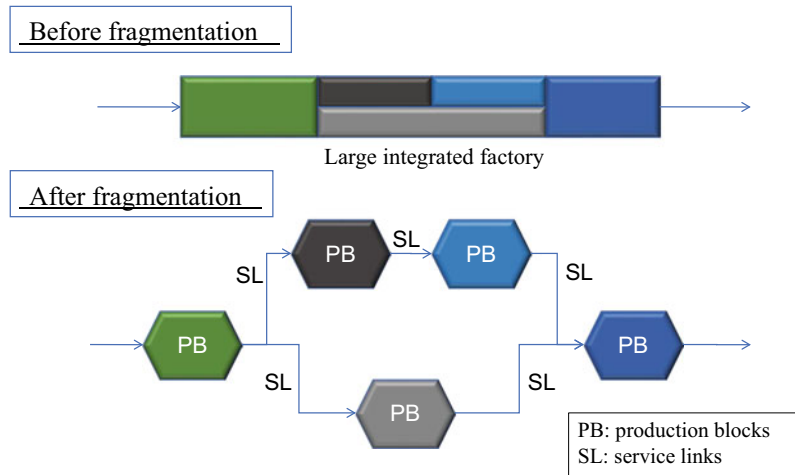 Before fragmentation
Large integrated factory
After fragmentation
PB
SL
PB
SL
SL
SL
PB
PB
SL
SL
PB
PB: production blocks
SL: service links